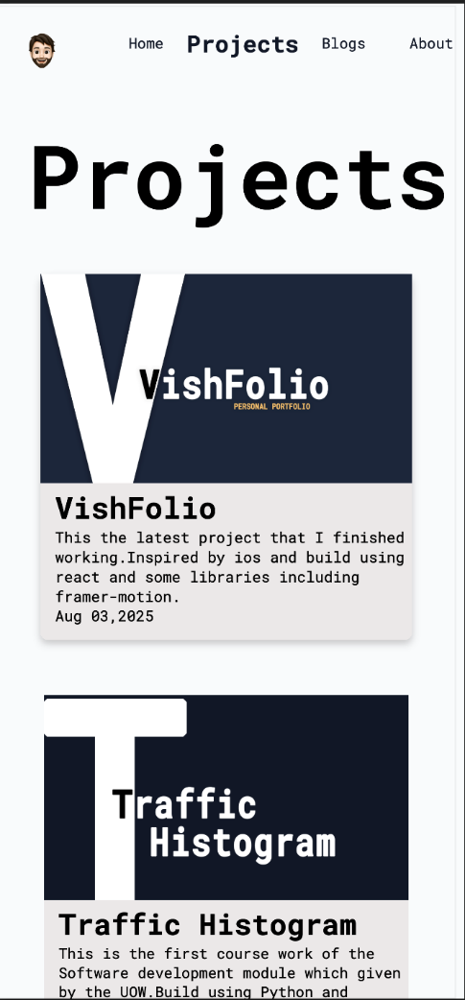 Home Projects Blogs About
Projects
VishFolio
PERSONAL PORTFOLIO
VishFolio
This the latest project that I finished
working.Inspired by ios and build using
react and some libraries including
framer-motion.
Aug 03,2025
Traffic
Histogram
Traffic Histogram
This is the first course work of the
Software development module which given
by the UOW.Build using Python and